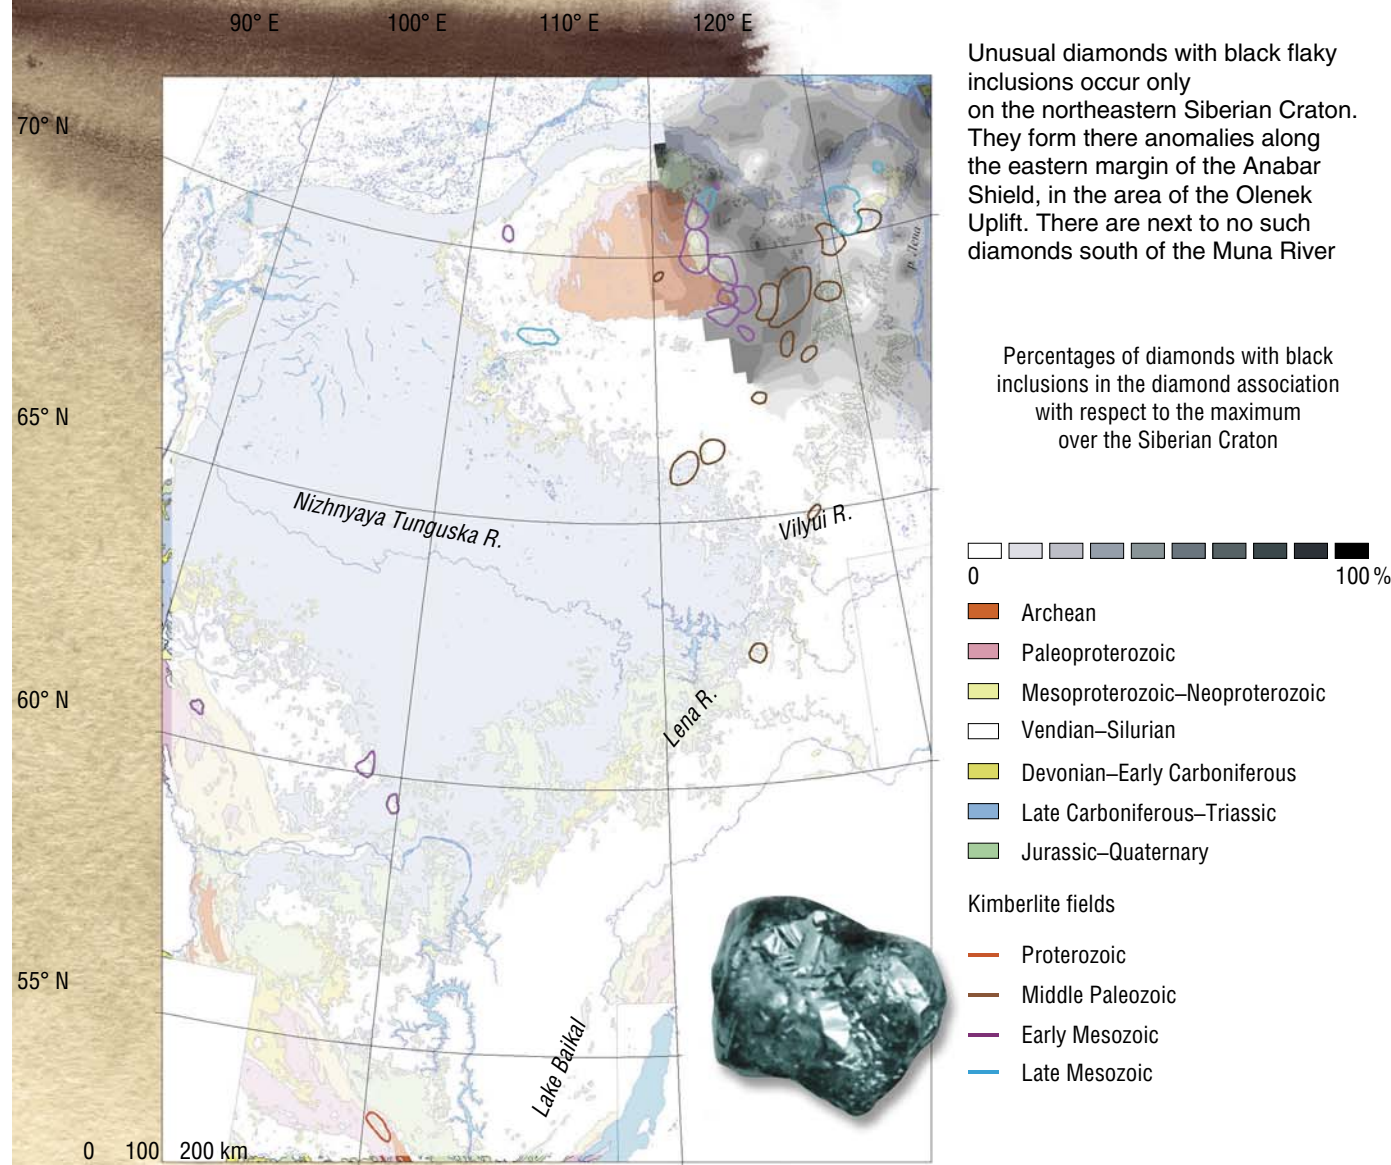 90° E 100° E 110° E 120° E
70° N
65° N
60° N
55° N
р. Лена
Nizhnyaya Tunguska R.
Vilyui R.
Lena R.
Lake Baikal
0 100 200 km
Unusual diamonds with black flaky
inclusions occur only
on the northeastern Siberian Craton.
They form there anomalies along
the eastern margin of the Anabar
Shield, in the area of the Olenek
Uplift. There are next to no such
diamonds south of the Muna River
Percentages of diamonds with black
inclusions in the diamond association
with respect to the maximum
over the Siberian Craton
0 100 %
Archean
Paleoproterozoic
Mesoproterozoic–Neoproterozoic
Vendian–Silurian
Devonian–Early Carboniferous
Late Carboniferous–Triassic
Jurassic–Quaternary
Kimberlite fields
Proterozoic
Middle Paleozoic
Early Mesozoic
Late Mesozoic